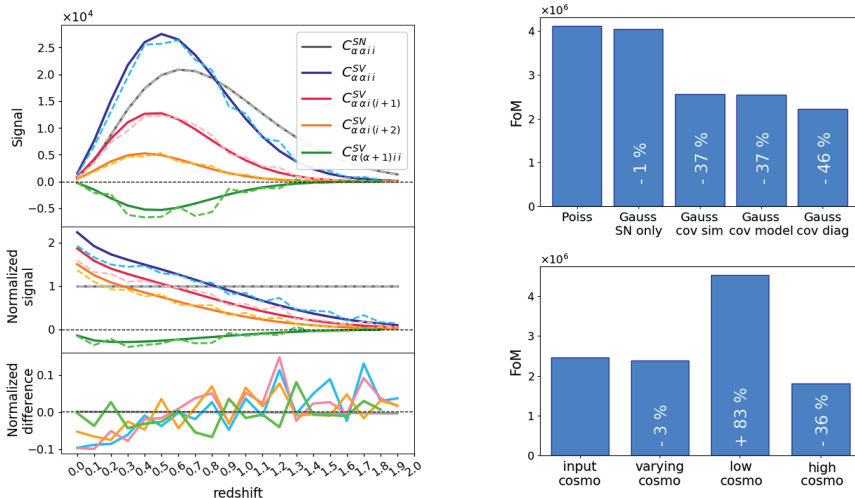 ×10⁴
2.5
2.0
1.5
1.0
0.5
0.0
−0.5
Signal
C^{SN}_{α α i i}
C^{SV}_{α α i i}
C^{SV}_{α α i (i+1)}
C^{SV}_{α α i (i+2)}
C^{SV}_{α (α+1) i i}
2
1
0
Normalized
signal
0.1
0.0
−0.1
Normalized
difference
0.0 0.1 0.2 0.3 0.4 0.5 0.6 0.7 0.8 0.9 1.0 1.1 1.2 1.3 1.4 1.5 1.6 1.7 1.8 1.9 2.0
redshift
×10⁶
4
3
2
1
0
FoM
- 1 %
- 37 %
- 37 %
- 46 %
Poiss Gauss Gauss Gauss Gauss
SN only cov sim cov model cov diag
×10⁶
4
3
2
1
0
FoM
- 3 %
+ 83 %
- 36 %
input varying low high
cosmo cosmo cosmo cosmo